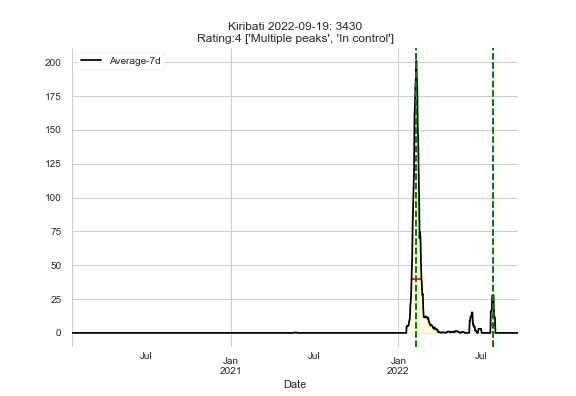 Kiribati 2022-09-19: 3430
Rating:4 ['Multiple peaks', 'In control']
Average-7d
200
175
150
125
100
75
50
25
0
Jul
Jan
2021
Jul
Jan
2022
Jul
Date